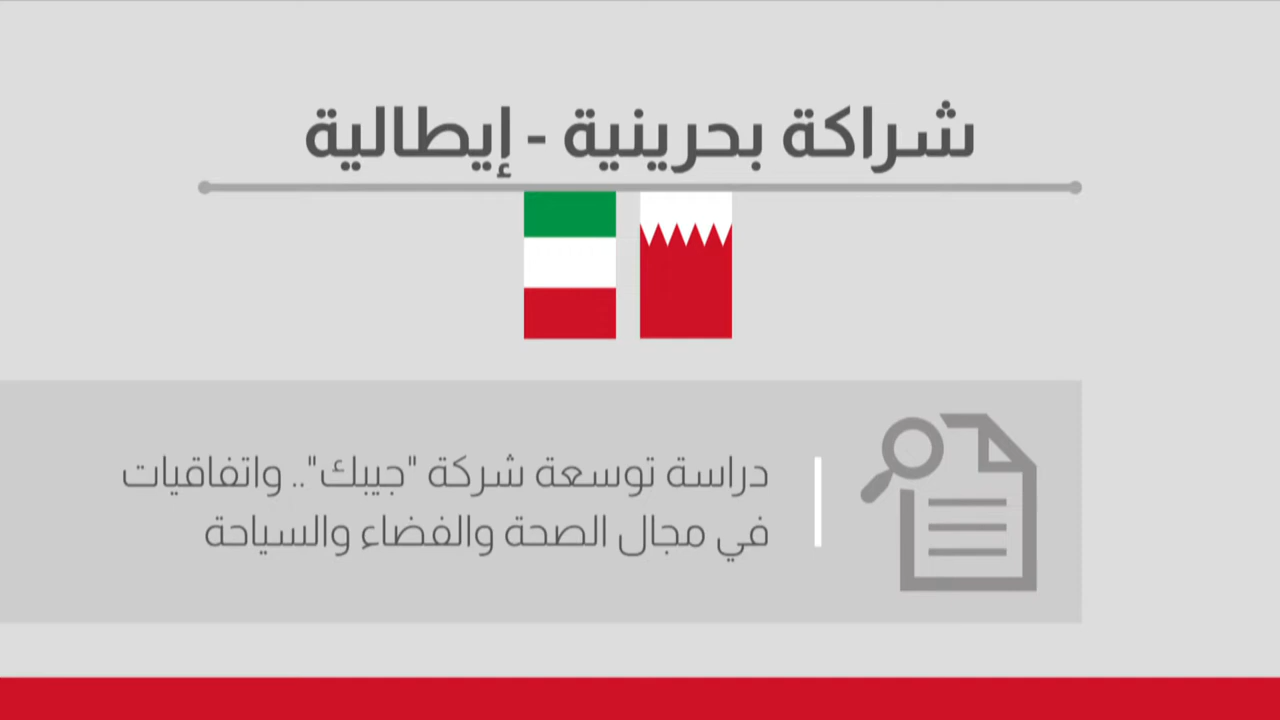 شراكة بحرينية - إيطالية
دراسة توسعة شركة "جيبك".. واتفاقيات
في مجال الصحة والفضاء والسياحة